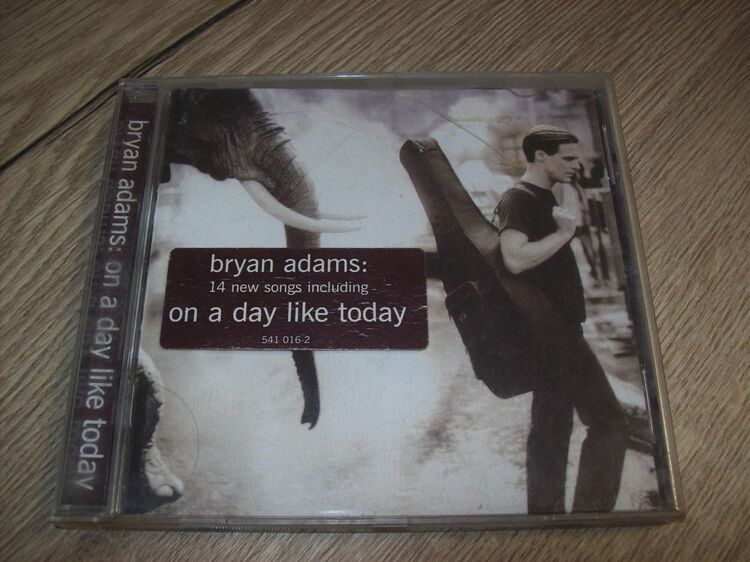 bryan adams: on a day like today
bryan adams:
14 new songs including
on a day like today
541 016-2